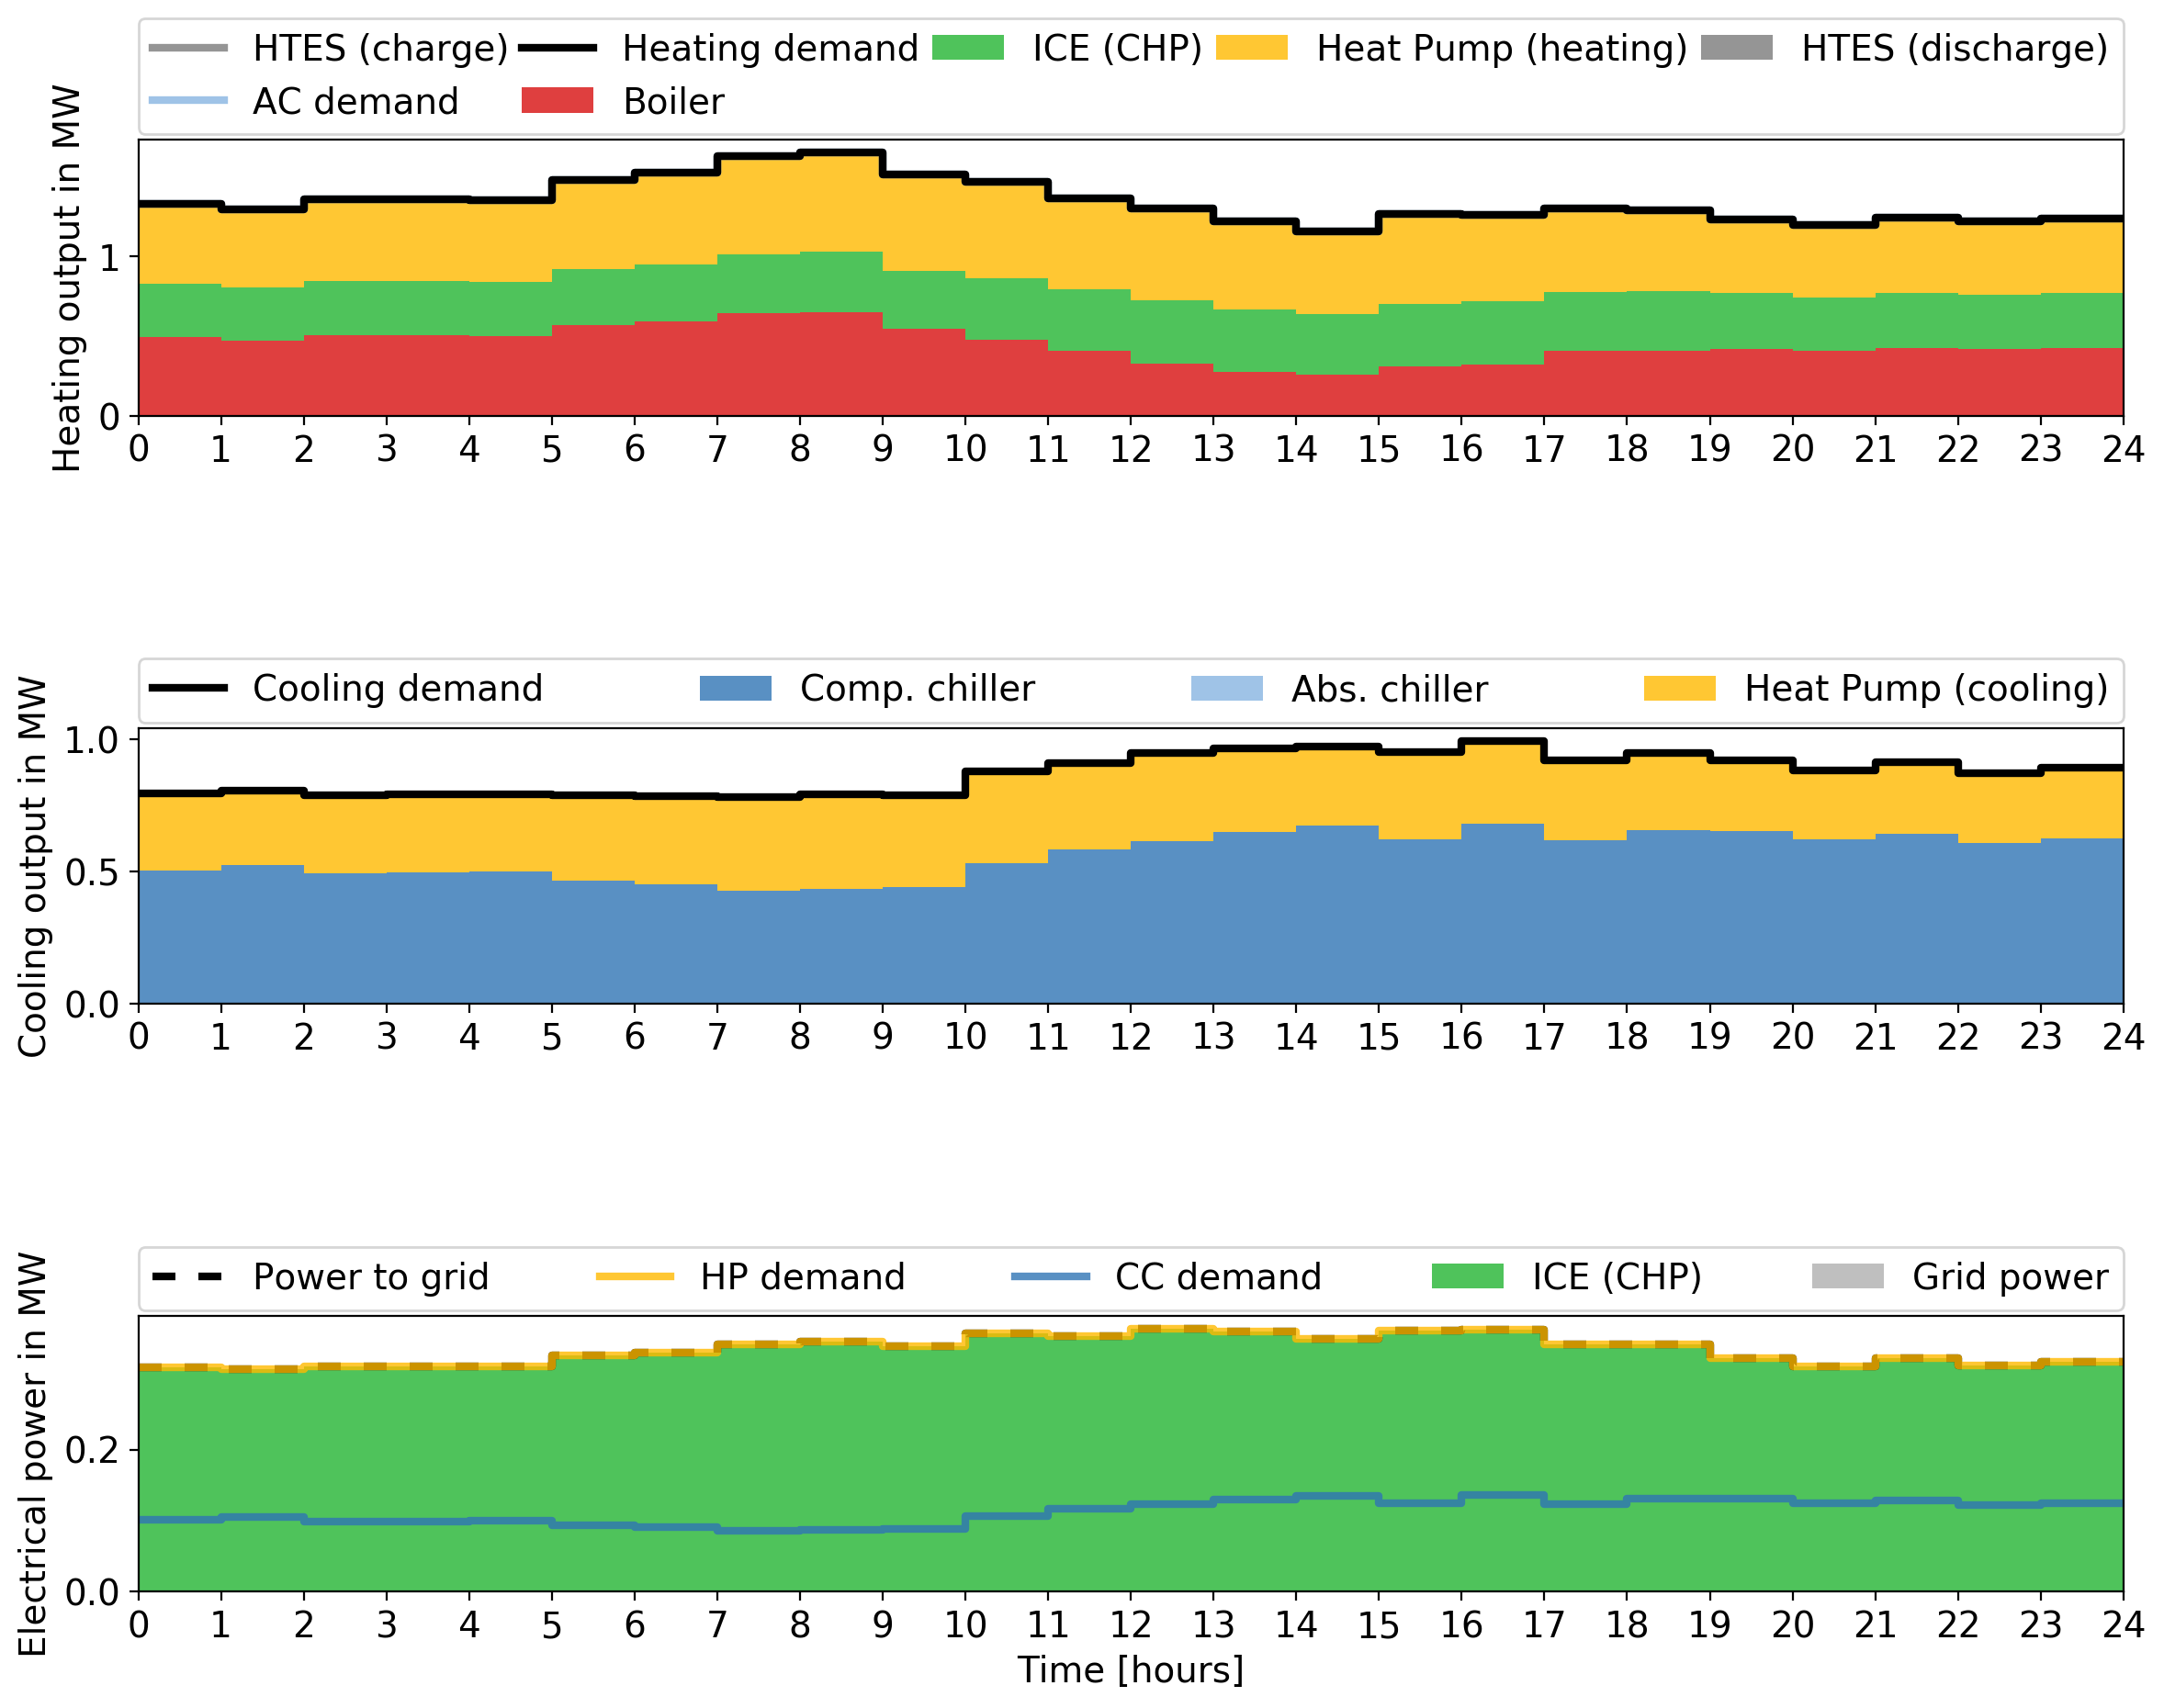 HTES (charge) Heating demand ICE (CHP) Heat Pump (heating) HTES (discharge)
AC demand Boiler
Heating output in MW
1
0
0 1 2 3 4 5 6 7 8 9 10 11 12 13 14 15 16 17 18 19 20 21 22 23 24
Cooling demand Comp. chiller Abs. chiller Heat Pump (cooling)
Cooling output in MW
1.0
0.5
0.0
0 1 2 3 4 5 6 7 8 9 10 11 12 13 14 15 16 17 18 19 20 21 22 23 24
Power to grid HP demand CC demand ICE (CHP) Grid power
Electrical power in MW
0.2
0.0
0 1 2 3 4 5 6 7 8 9 10 11 12 13 14 15 16 17 18 19 20 21 22 23 24
Time [hours]